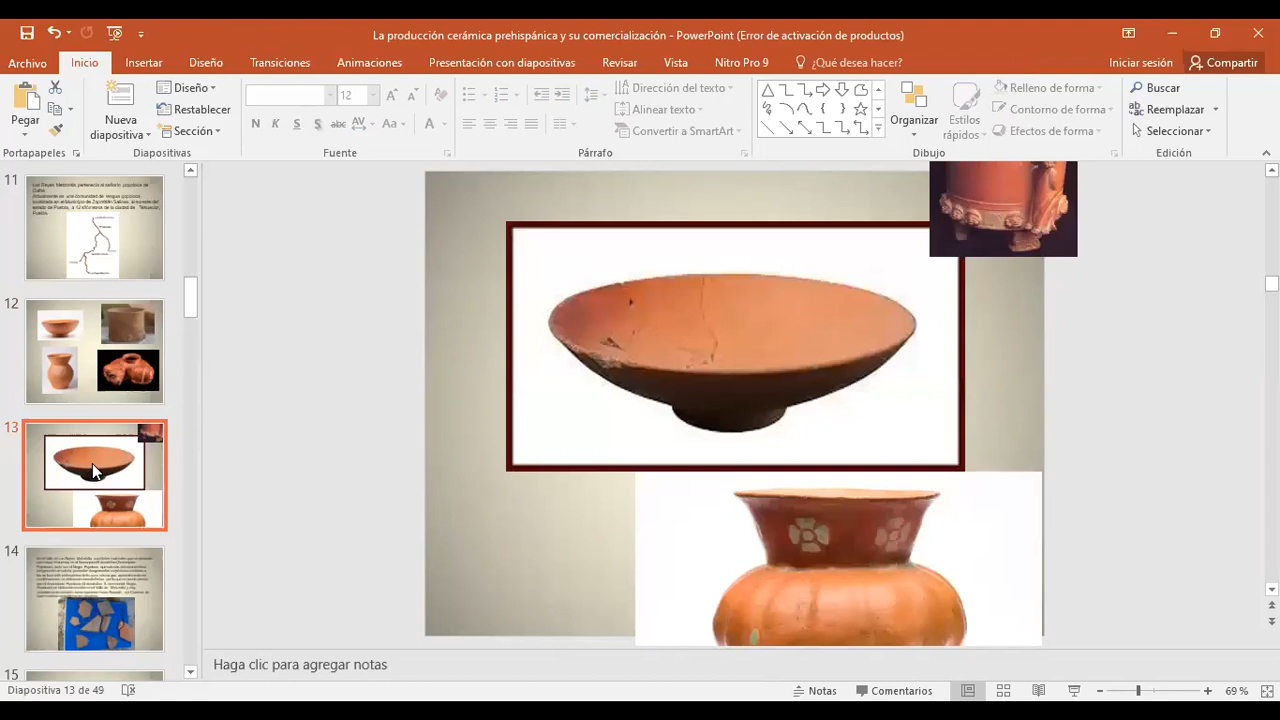 La producción cerámica prehispánica y su comercialización - PowerPoint (Error de activación de productos)
Archivo Inicio Insertar Diseño Transiciones Animaciones Presentación con diapositivas Revisar Vista Nitro Pro 9 ¿Qué desea hacer? Iniciar sesión Compartir
Pegar
Nueva diapositiva
Diseño
Restablecer
Sección
12
N K S S abc AV Aa A
Dirección del texto
Alinear texto
Convertir a SmartArt
Organizar
Estilos rápidos
Relleno de forma
Contorno de forma
Efectos de forma
Buscar
Reemplazar
Seleccionar
Portapapeles Diapositivas Fuente Párrafo Dibujo Edición
11
12
13
14
15
Haga clic para agregar notas
Diapositiva 13 de 49 Notas Comentarios 69 %